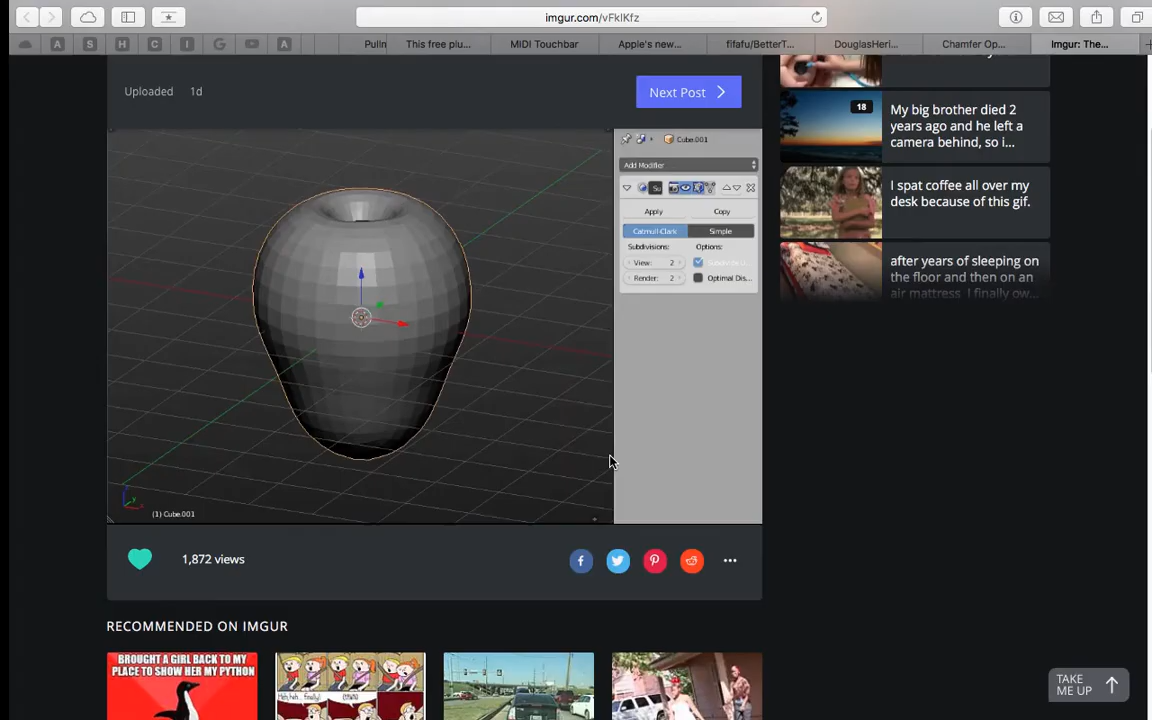 imgur.com/vFkIKfz
A S H C I G A Pulin This free plu... MIDI Touchbar Apple's new... fifafu/BetterT... DouglasHeri... Chamfer Op... Imgur: The...
Uploaded 1d
Next Post
Cube.001
Add Modifier
Su
Apply Copy
Catmull-Clark Simple
Subdivisions: Options:
View: 2 Subdivide U...
Render: 2 Optimal Dis...
(1) Cube.001
1,872 views
18
My big brother died 2
years ago and he left a
camera behind, so i...
I spat coffee all over my
desk because of this gif.
after years of sleeping on
the floor and then on an
air mattress I finally ow...
RECOMMENDED ON IMGUR
BROUGHT A GIRL BACK TO MY
PLACE TO SHOW HER MY PYTHON
TAKE
ME UP